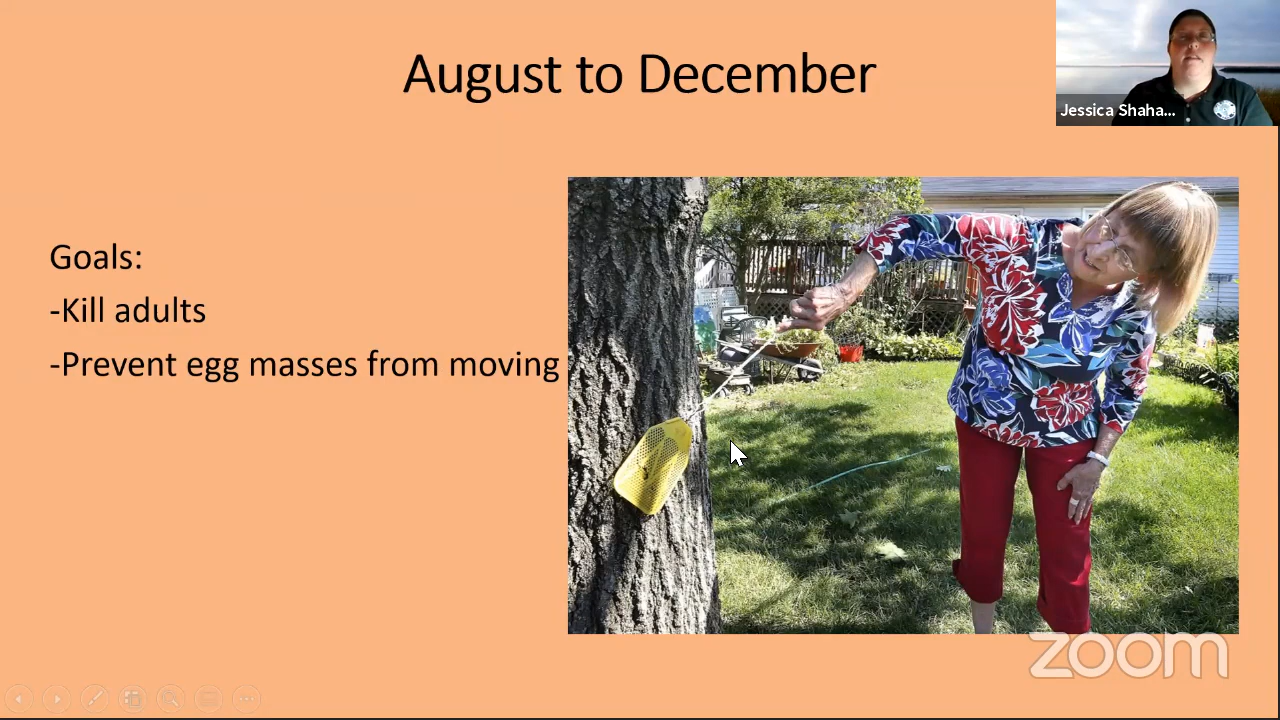 August to December
Jessica Shaha...
Goals:
-Kill adults
-Prevent egg masses from moving
zoom